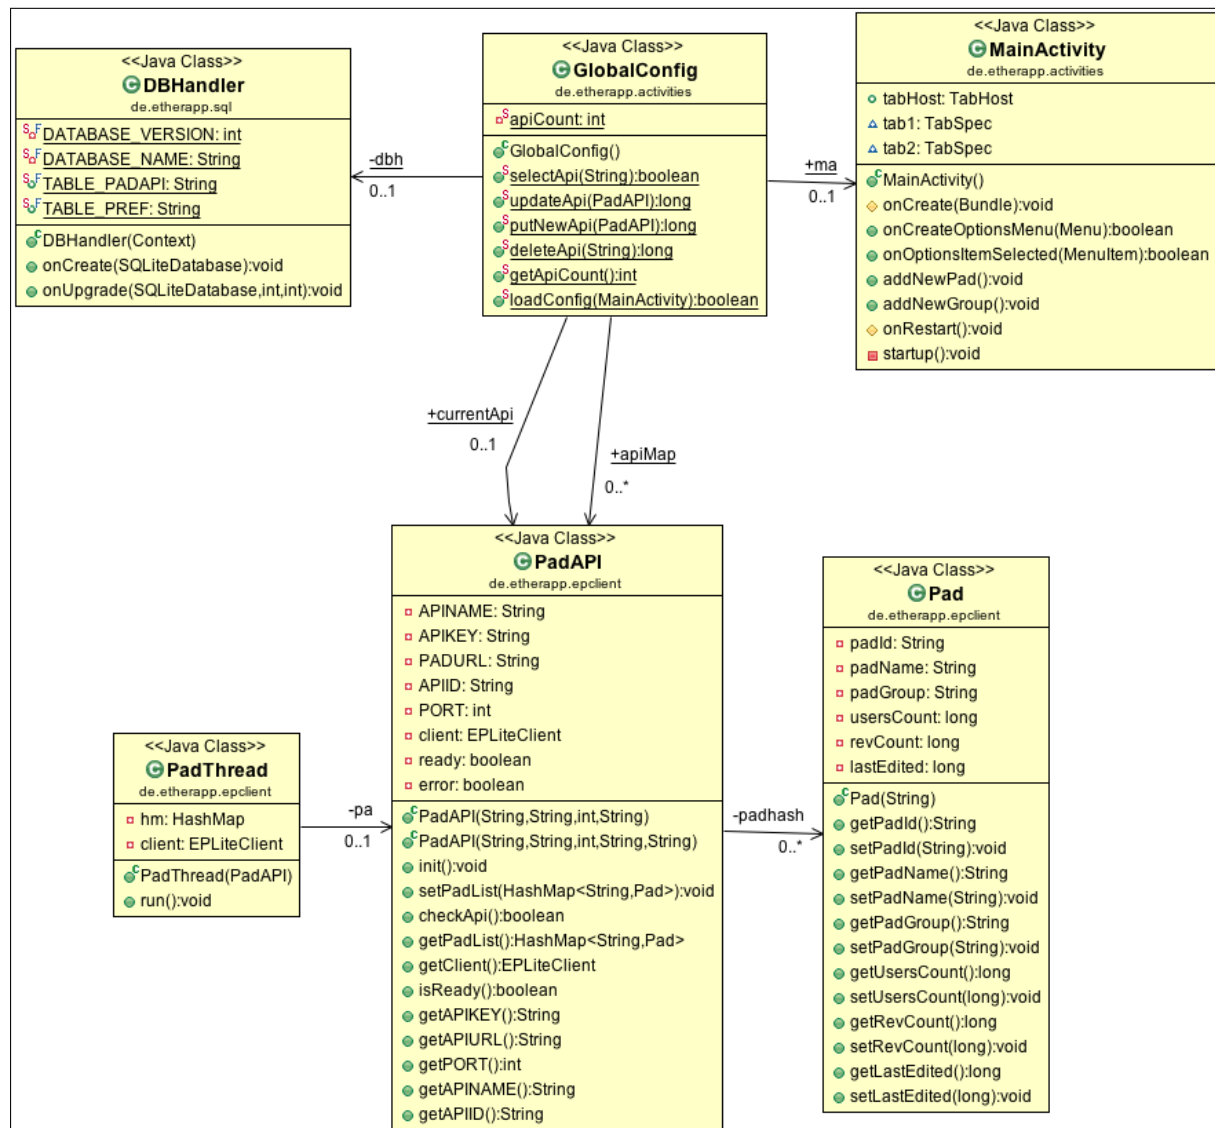 <<Java Class>>
DBHandler
de.etherapp.sql
DATABASE_VERSION: int
DATABASE_NAME: String
TABLE_PADAPI: String
TABLE_PREF: String
DBHandler(Context)
onCreate(SQLiteDatabase):void
onUpgrade(SQLiteDatabase,int,int):void
-dbh
0..1
<<Java Class>>
GlobalConfig
de.etherapp.activities
apiCount: int
GlobalConfig()
selectApi(String):boolean
updateApi(PadAPI):long
putNewApi(PadAPI):long
deleteApi(String):long
getApiCount():int
loadConfig(MainActivity):boolean
+ma
0..1
<<Java Class>>
MainActivity
de.etherapp.activities
tabHost: TabHost
tab1: TabSpec
tab2: TabSpec
MainActivity()
onCreate(Bundle):void
onCreateOptionsMenu(Menu):boolean
onOptionsItemSelected(MenuItem):boolean
addNewPad():void
addNewGroup():void
onRestart():void
startup():void
+currentApi
0..1
+apiMap
0..*
<<Java Class>>
PadThread
de.etherapp.epclient
hm: HashMap
client: EPLiteClient
PadThread(PadAPI)
run():void
-pa
0..1
<<Java Class>>
PadAPI
de.etherapp.epclient
APINAME: String
APIKEY: String
PADURL: String
APIID: String
PORT: int
client: EPLiteClient
ready: boolean
error: boolean
PadAPI(String,String,int,String)
PadAPI(String,String,int,String,String)
init():void
setPadList(HashMap<String,Pad>):void
checkApi():boolean
getPadList():HashMap<String,Pad>
getClient():EPLiteClient
isReady():boolean
getAPIKEY():String
getAPIURL():String
getPORT():int
getAPINAME():String
getAPIID():String
-padhash
0..*
<<Java Class>>
Pad
de.etherapp.epclient
padId: String
padName: String
padGroup: String
usersCount: long
revCount: long
lastEdited: long
Pad(String)
getPadId():String
setPadId(String):void
getPadName():String
setPadName(String):void
getPadGroup():String
setPadGroup(String):void
getUsersCount():long
setUsersCount(long):void
getRevCount():long
setRevCount(long):void
getLastEdited():long
setLastEdited(long):void